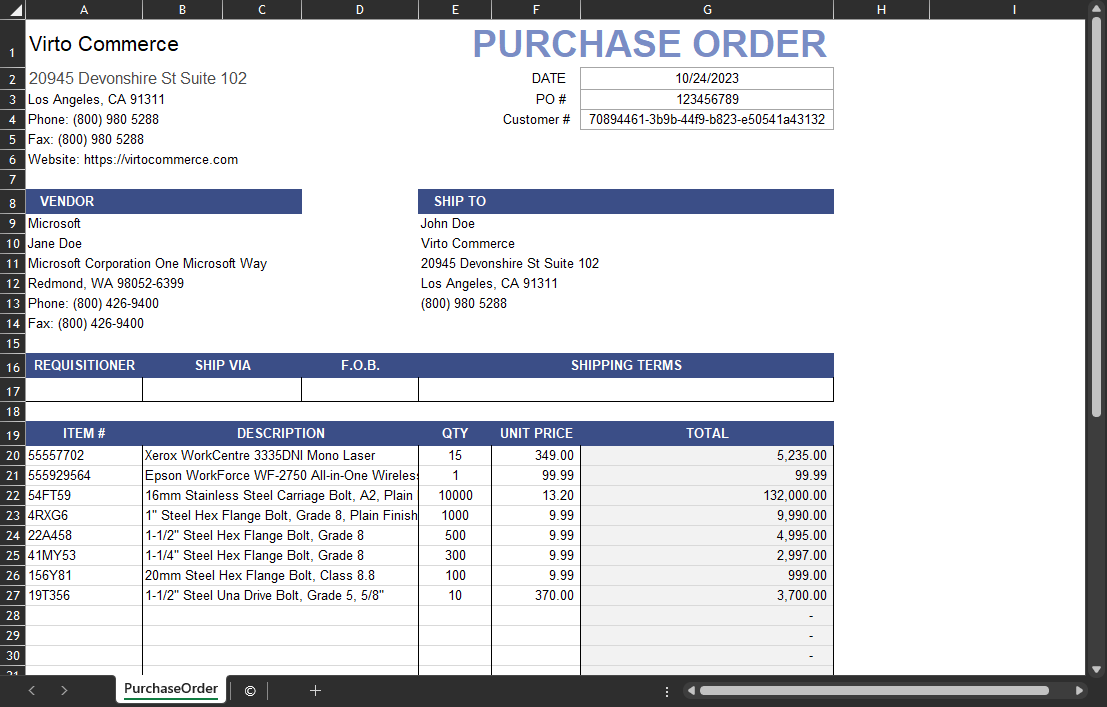 A B C D E F G H I
1 Virto Commerce PURCHASE ORDER
2 20945 Devonshire St Suite 102 DATE 10/24/2023
3 Los Angeles, CA 91311 PO # 123456789
4 Phone: (800) 980 5288 Customer # 70894461-3b9b-44f9-b823-e50541a43132
5 Fax: (800) 980 5288
6 Website: https://virtocommerce.com
7
8 VENDOR SHIP TO
9 Microsoft John Doe
10 Jane Doe Virto Commerce
11 Microsoft Corporation One Microsoft Way 20945 Devonshire St Suite 102
12 Redmond, WA 98052-6399 Los Angeles, CA 91311
13 Phone: (800) 426-9400 (800) 980 5288
14 Fax: (800) 426-9400
15
16 REQUISITIONER SHIP VIA F.O.B. SHIPPING TERMS
17
18
19 ITEM # DESCRIPTION QTY UNIT PRICE TOTAL
20 55557702 Xerox WorkCentre 3335DNI Mono Laser 15 349.00 5,235.00
21 555929564 Epson WorkForce WF-2750 All-in-One Wireless 1 99.99 99.99
22 54FT59 16mm Stainless Steel Carriage Bolt, A2, Plain 10000 13.20 132,000.00
23 4RXG6 1" Steel Hex Flange Bolt, Grade 8, Plain Finish 1000 9.99 9,990.00
24 22A458 1-1/2" Steel Hex Flange Bolt, Grade 8 500 9.99 4,995.00
25 41MY53 1-1/4" Steel Hex Flange Bolt, Grade 8 300 9.99 2,997.00
26 156Y81 20mm Steel Hex Flange Bolt, Class 8.8 100 9.99 999.00
27 19T356 1-1/2" Steel Una Drive Bolt, Grade 5, 5/8" 10 370.00 3,700.00
28 -
29 -
30 -
31
PurchaseOrder ©